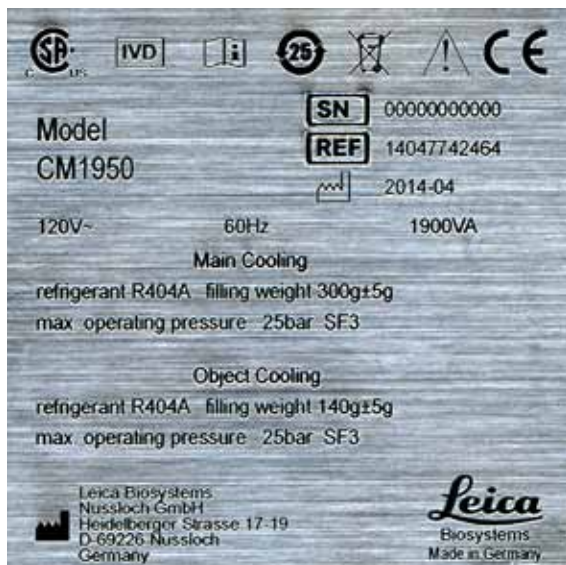 SA
C US
IVD
i
25
CE
Model
CM1950
SN 00000000000
REF 14047742464
2014-04
120V~ 60Hz 1900VA
Main Cooling
refrigerant R404A filling weight 300g±5g
max operating pressure 25bar SF3
Object Cooling
refrigerant R404A filling weight 140g±5g
max operating pressure 25bar SF3
Leica Biosystems
Nussloch GmbH
Heidelberger Strasse 17-19
D-69226 Nussloch
Germany
Leica
Biosystems
Made in Germany